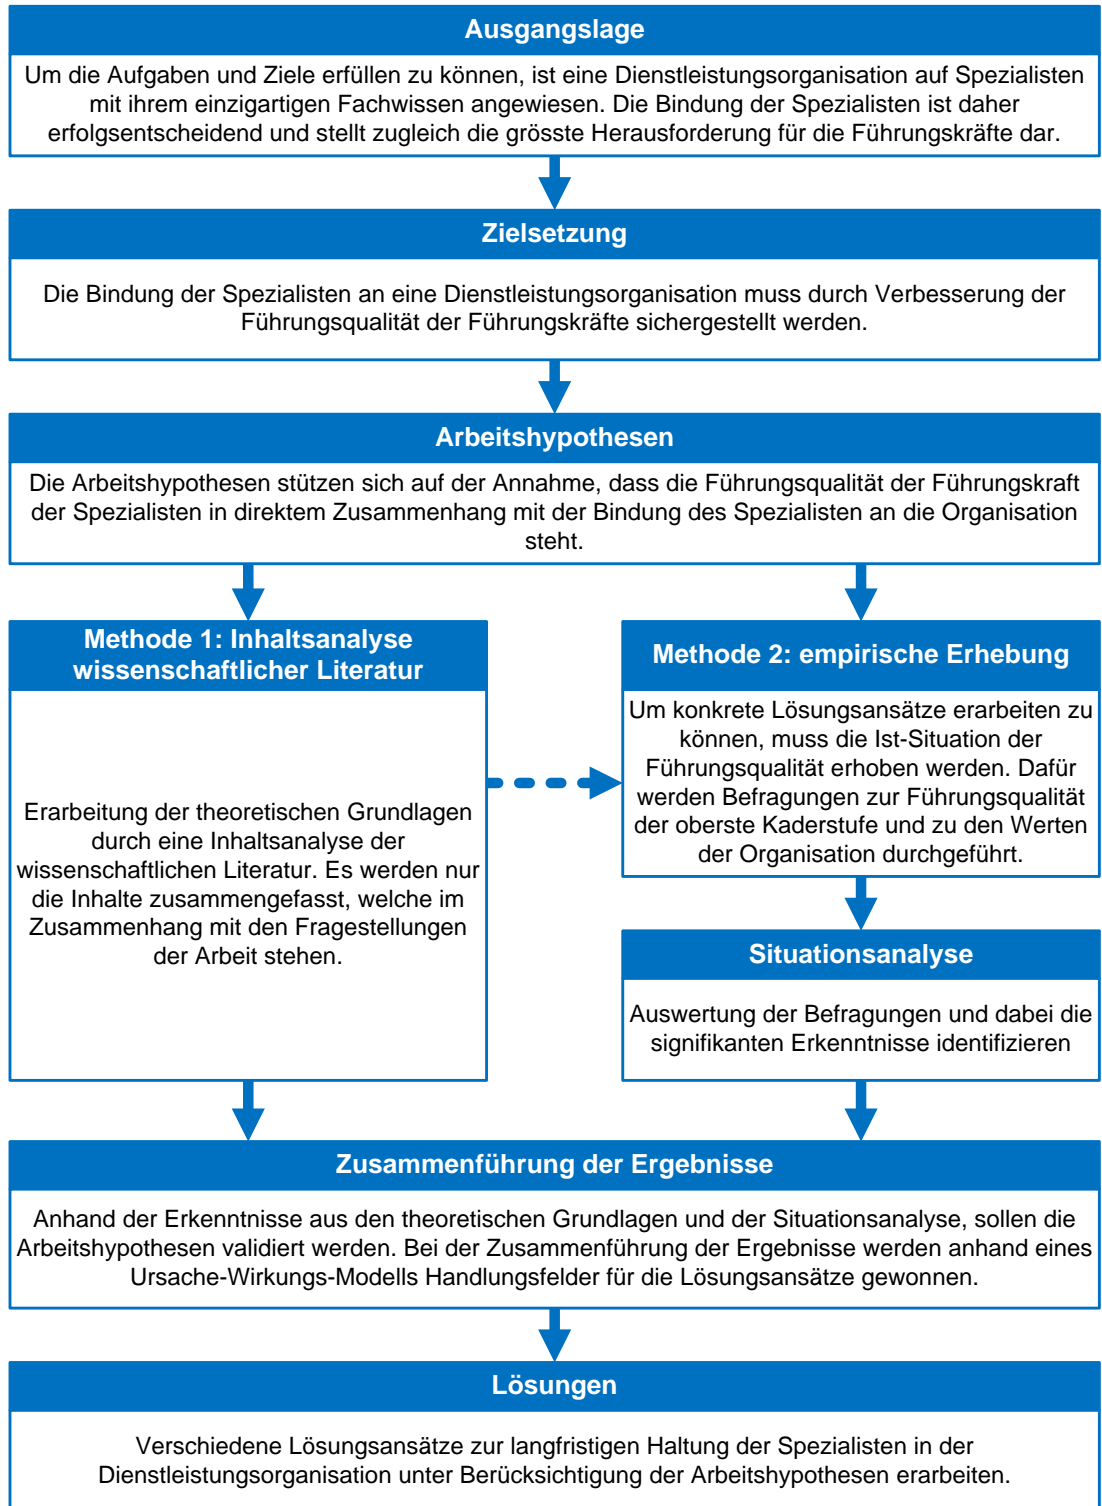 Ausgangslage
Um die Aufgaben und Ziele erfüllen zu können, ist eine Dienstleistungsorganisation auf Spezialisten
mit ihrem einzigartigen Fachwissen angewiesen. Die Bindung der Spezialisten ist daher
erfolgsentscheidend und stellt zugleich die grösste Herausforderung für die Führungskräfte dar.
Zielsetzung
Die Bindung der Spezialisten an eine Dienstleistungsorganisation muss durch Verbesserung der
Führungsqualität der Führungskräfte sichergestellt werden.
Arbeitshypothesen
Die Arbeitshypothesen stützen sich auf der Annahme, dass die Führungsqualität der Führungskraft
der Spezialisten in direktem Zusammenhang mit der Bindung des Spezialisten an die Organisation
steht.
Methode 1: Inhaltsanalyse
wissenschaftlicher Literatur
Erarbeitung der theoretischen Grundlagen
durch eine Inhaltsanalyse der
wissenschaftlichen Literatur. Es werden nur
die Inhalte zusammengefasst, welche im
Zusammenhang mit den Fragestellungen
der Arbeit stehen.
Methode 2: empirische Erhebung
Um konkrete Lösungsansätze erarbeiten zu
können, muss die Ist-Situation der
Führungsqualität erhoben werden. Dafür
werden Befragungen zur Führungsqualität
der oberste Kaderstufe und zu den Werten
der Organisation durchgeführt.
Situationsanalyse
Auswertung der Befragungen und dabei die
signifikanten Erkenntnisse identifizieren
Zusammenführung der Ergebnisse
Anhand der Erkenntnisse aus den theoretischen Grundlagen und der Situationsanalyse, sollen die
Arbeitshypothesen validiert werden. Bei der Zusammenführung der Ergebnisse werden anhand eines
Ursache-Wirkungs-Modells Handlungsfelder für die Lösungsansätze gewonnen.
Lösungen
Verschiedene Lösungsansätze zur langfristigen Haltung der Spezialisten in der
Dienstleistungsorganisation unter Berücksichtigung der Arbeitshypothesen erarbeiten.